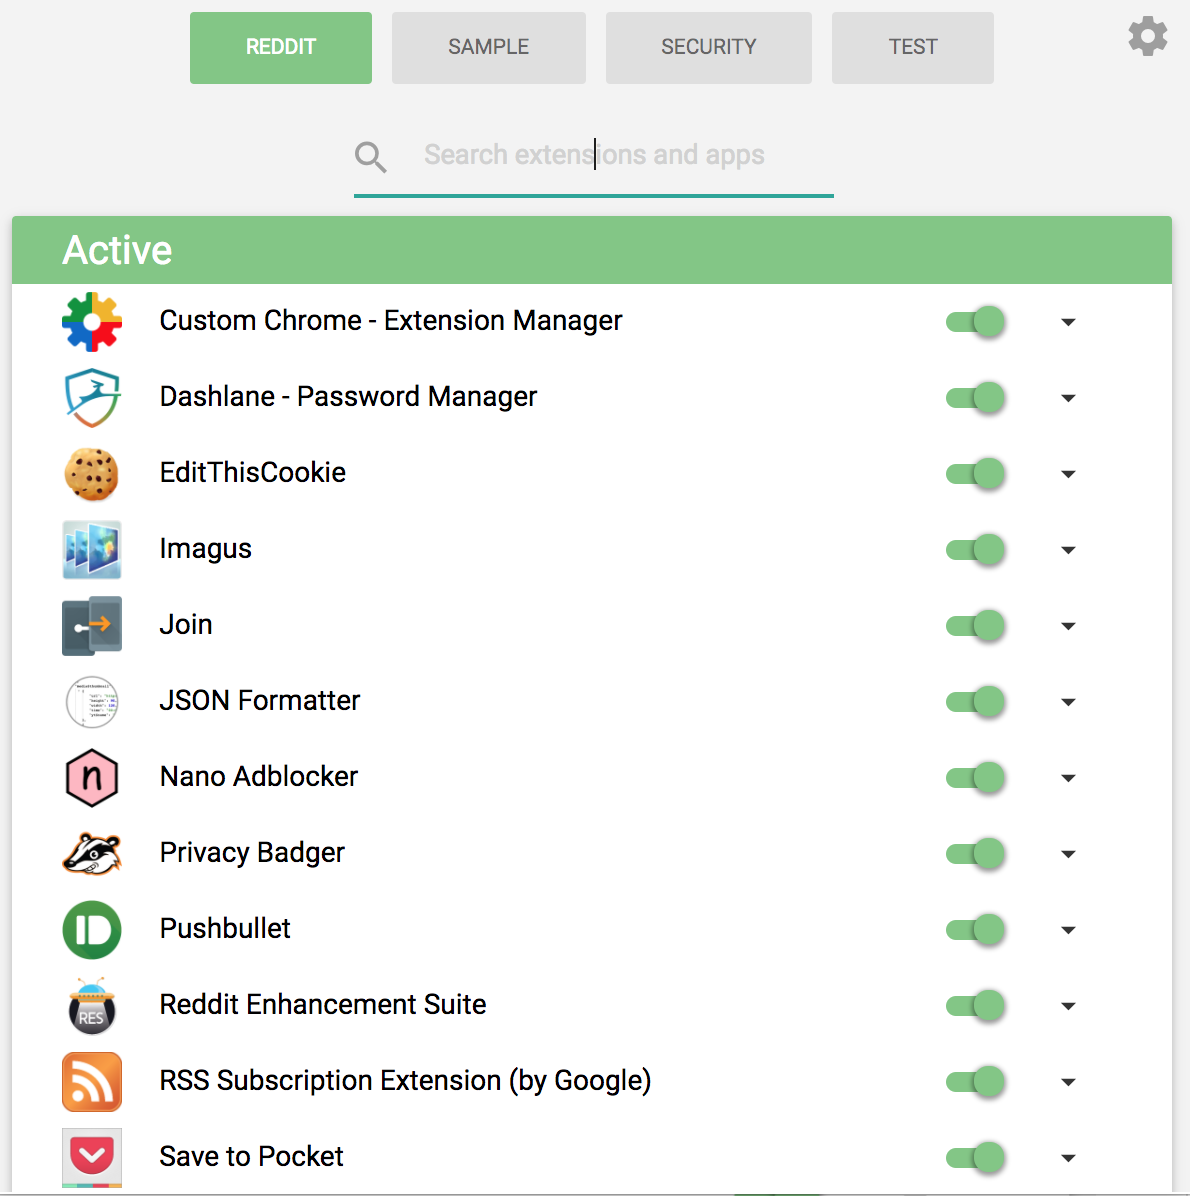 REDDIT SAMPLE SECURITY TEST
Search extensions and apps
Active
Custom Chrome - Extension Manager
Dashlane - Password Manager
EditThisCookie
Imagus
Join
JSON Formatter
n
Nano Adblocker
Privacy Badger
Pushbullet
RES
Reddit Enhancement Suite
RSS Subscription Extension (by Google)
Save to Pocket